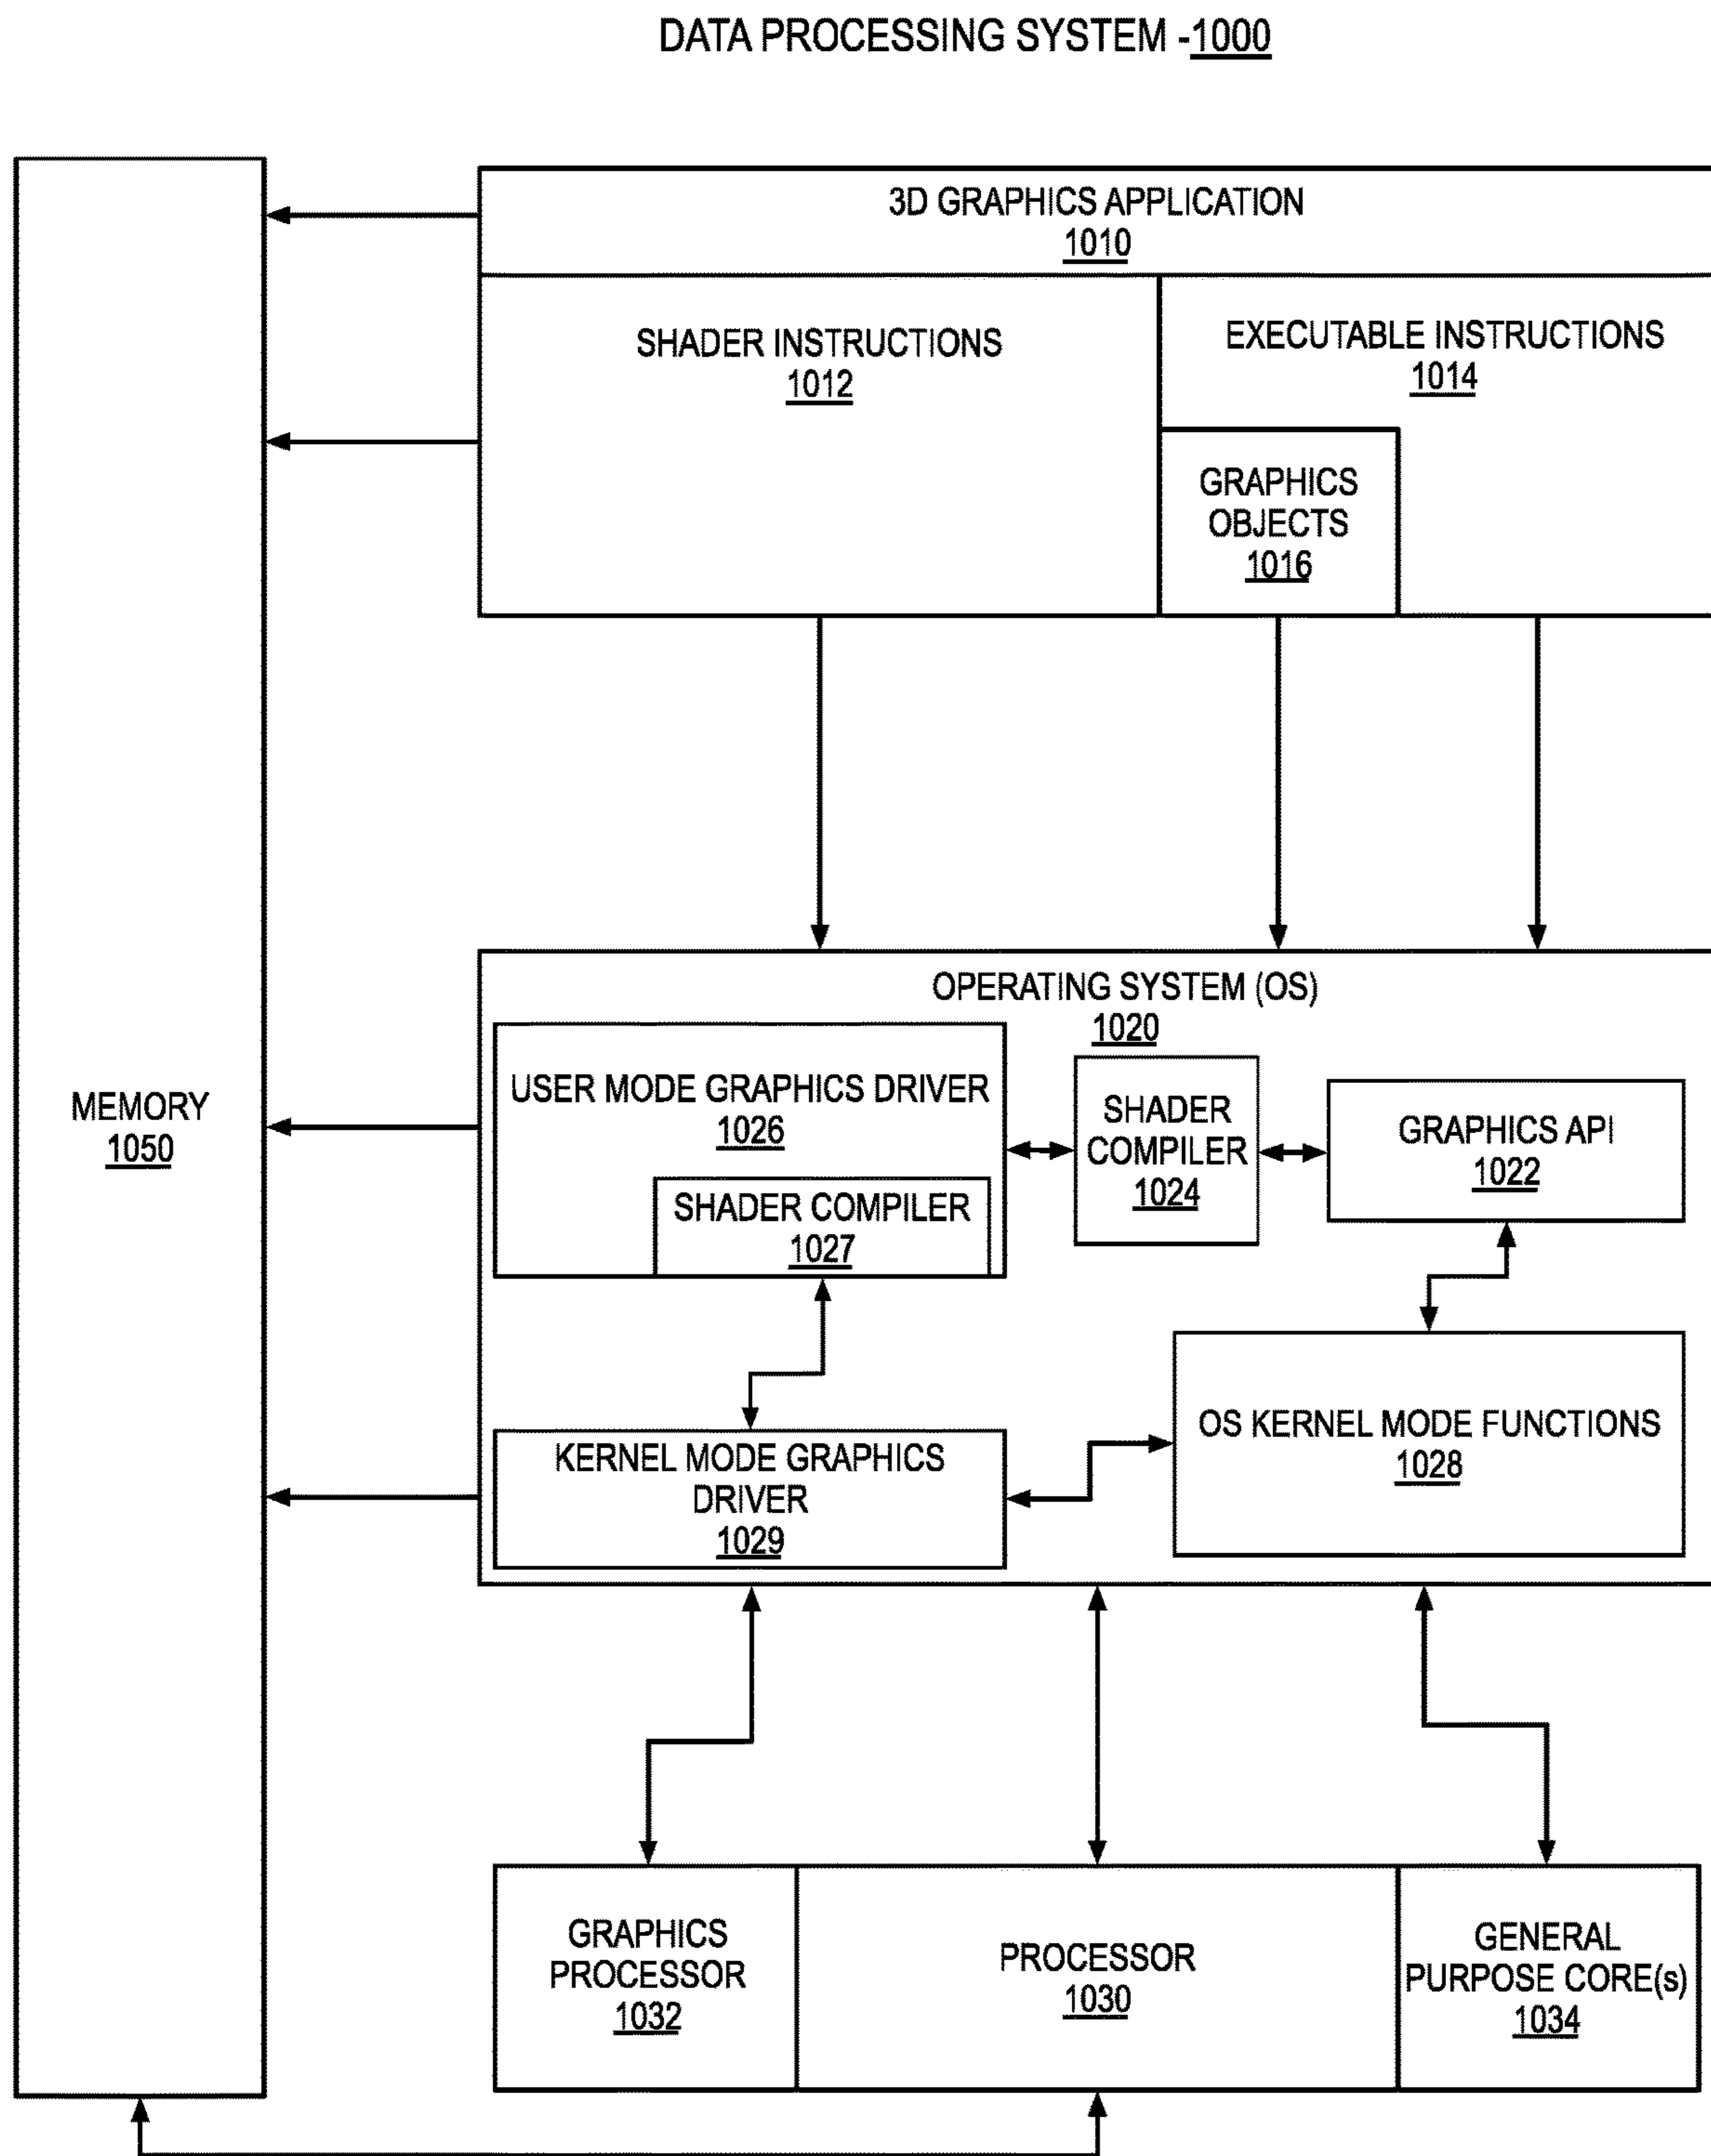 DATA PROCESSING SYSTEM -1000
3D GRAPHICS APPLICATION
1010
SHADER INSTRUCTIONS
1012
EXECUTABLE INSTRUCTIONS
1014
GRAPHICS
OBJECTS
1016
OPERATING SYSTEM (OS)
1020
USER MODE GRAPHICS DRIVER
1026
SHADER COMPILER
1027
SHADER
COMPILER
1024
GRAPHICS API
1022
MEMORY
1050
KERNEL MODE GRAPHICS
DRIVER
1029
OS KERNEL MODE FUNCTIONS
1028
GRAPHICS
PROCESSOR
1032
PROCESSOR
1030
GENERAL
PURPOSE CORE(s)
1034